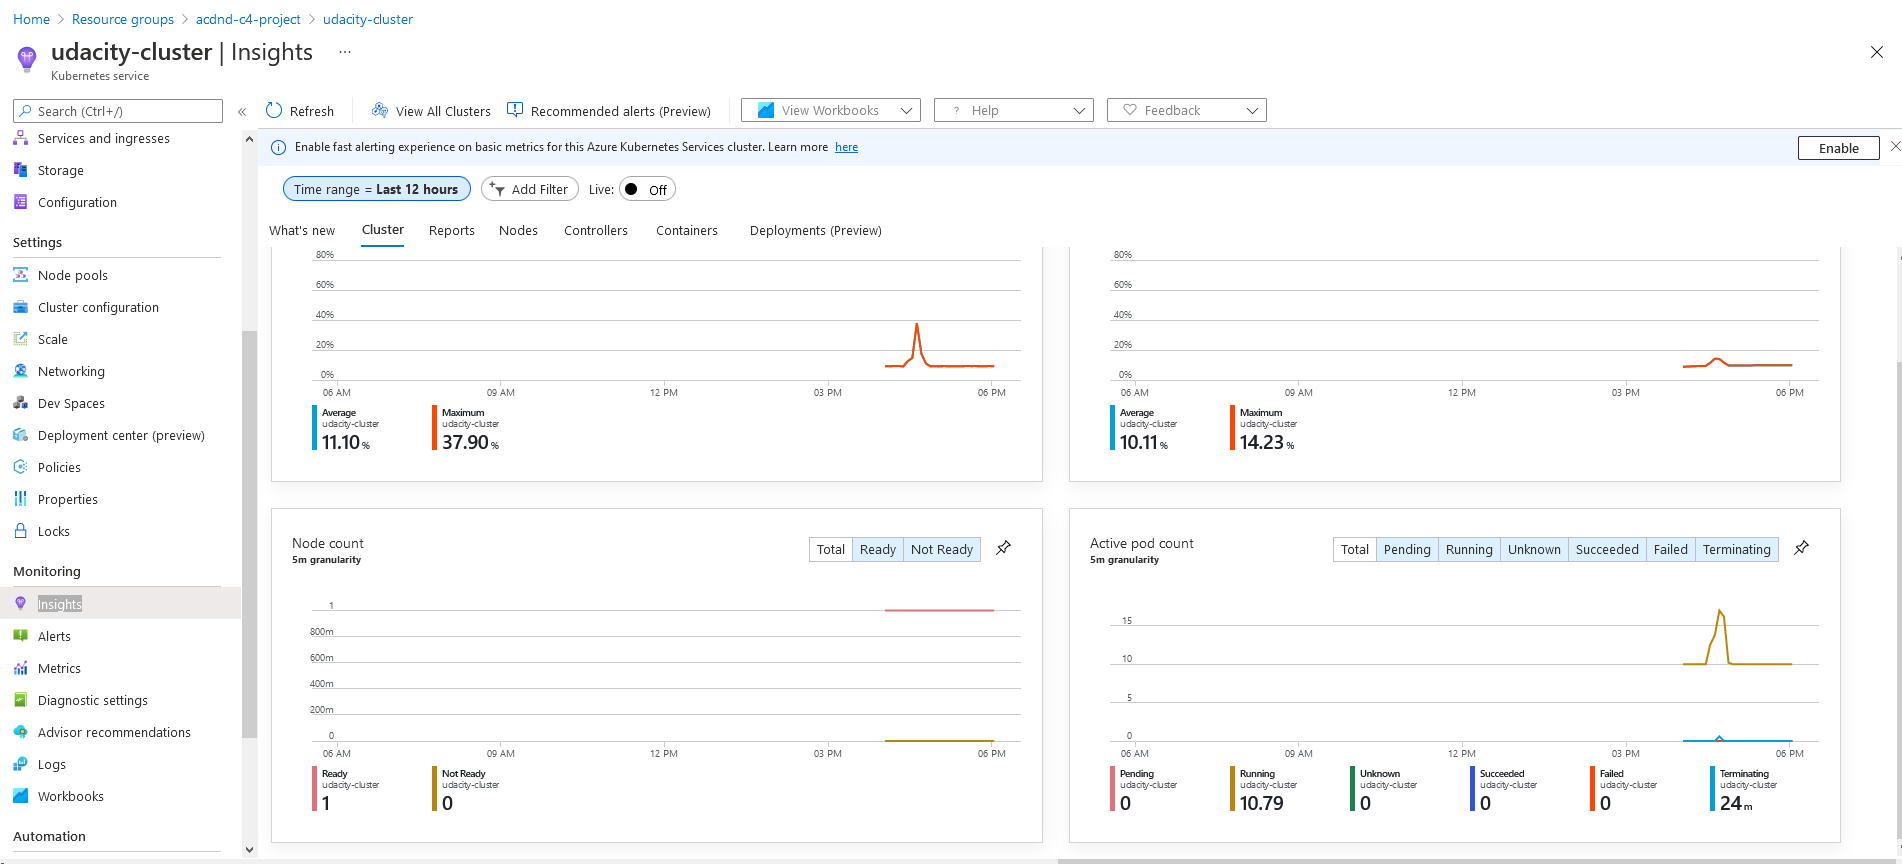 Home > Resource groups > acdnd-c4-project > udacity-cluster
udacity-cluster | Insights ...
Kubernetes service
Search (Ctrl+/)
«
Refresh
View All Clusters
Recommended alerts (Preview)
View Workbooks
? Help
Feedback
Services and ingresses
Storage
Configuration
Settings
Node pools
Cluster configuration
Scale
Networking
Dev Spaces
Deployment center (preview)
Policies
Properties
Locks
Monitoring
Insights
Alerts
Metrics
Diagnostic settings
Advisor recommendations
Logs
Workbooks
Automation
Enable fast alerting experience on basic metrics for this Azure Kubernetes Services cluster. Learn more here
Enable
Time range = Last 12 hours
Add Filter
Live: Off
What's new Cluster Reports Nodes Controllers Containers Deployments (Preview)
80%
60%
40%
20%
0%
06 AM 09 AM 12 PM 03 PM 06 PM
Average
udacity-cluster
11.10 %
Maximum
udacity-cluster
37.90 %
80%
60%
40%
20%
0%
06 AM 09 AM 12 PM 03 PM 06 PM
Average
udacity-cluster
10.11 %
Maximum
udacity-cluster
14.23 %
Node count
5m granularity
Total Ready Not Ready
1
800m
600m
400m
200m
0
06 AM 09 AM 12 PM 03 PM 06 PM
Ready
udacity-cluster
1
Not Ready
udacity-cluster
0
Active pod count
5m granularity
Total Pending Running Unknown Succeeded Failed Terminating
15
10
5
0
06 AM 09 AM 12 PM 03 PM 06 PM
Pending
udacity-cluster
0
Running
udacity-cluster
10.79
Unknown
udacity-cluster
0
Succeeded
udacity-cluster
0
Failed
udacity-cluster
0
Terminating
udacity-cluster
24 m